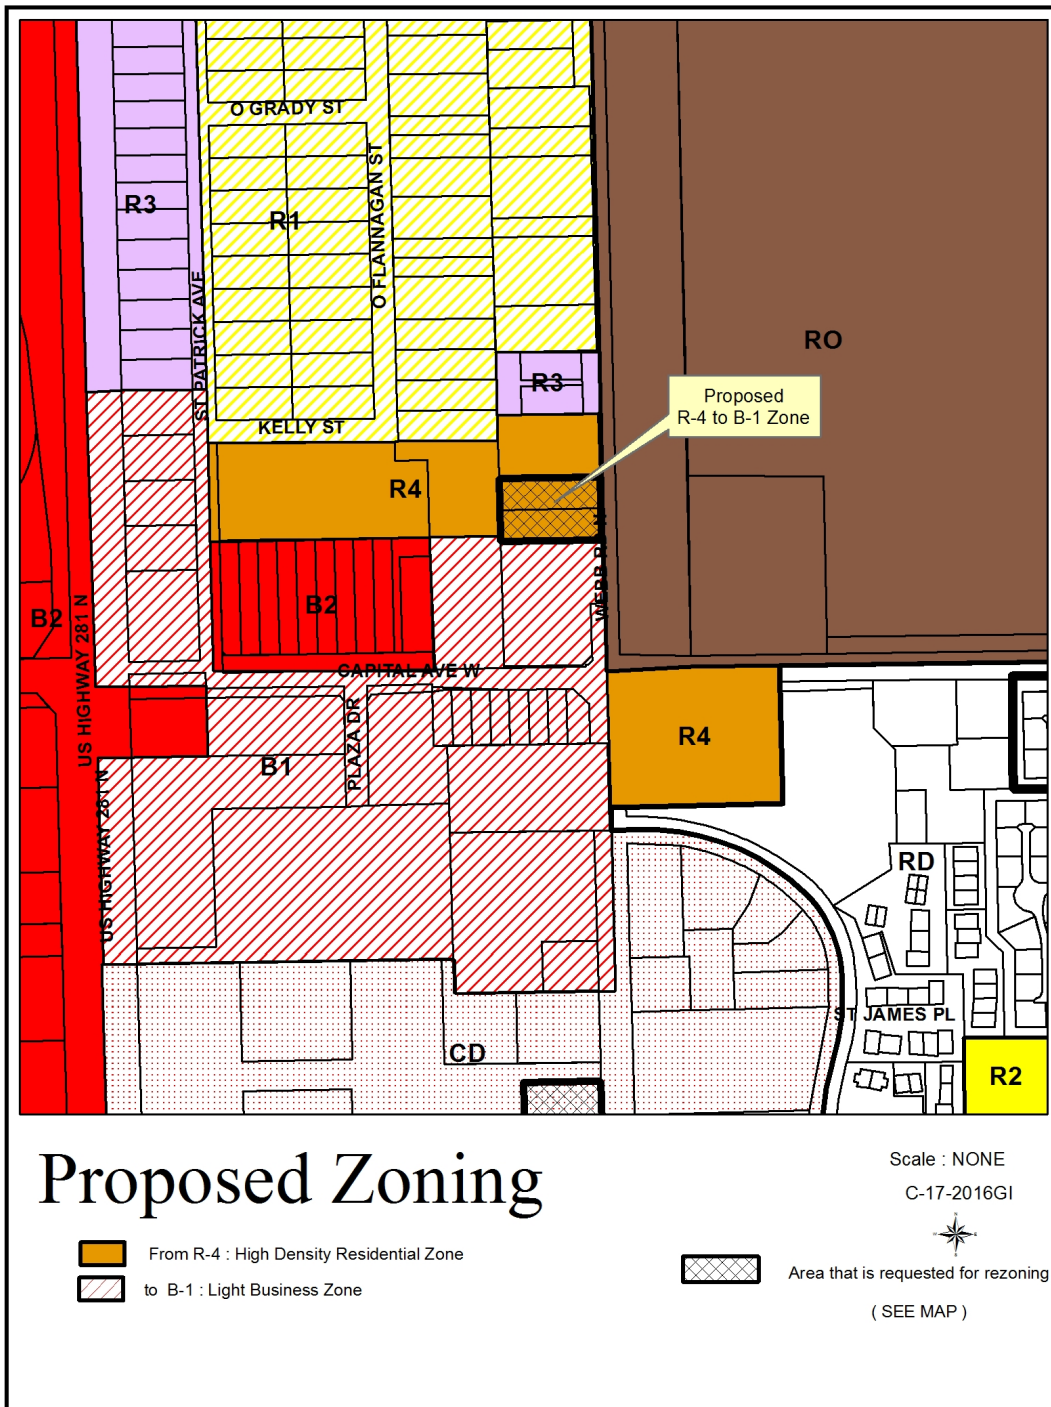 O GRADY ST
R3
R1
O FLANNAGAN ST
ST PATRICK AVE
RO
R3
Proposed
R-4 to B-1 Zone
KELLY ST
R4
WEBB RD N
B2
B2
US HIGHWAY 281 N
CAPITAL AVE W
PLAZA DR
R4
B1
US HIGHWAY 281 N
RD
ST JAMES PL
CD
R2
Proposed Zoning
Scale : NONE
C-17-2016GI
From R-4 : High Density Residential Zone
to B-1 : Light Business Zone
Area that is requested for rezoning
( SEE MAP )